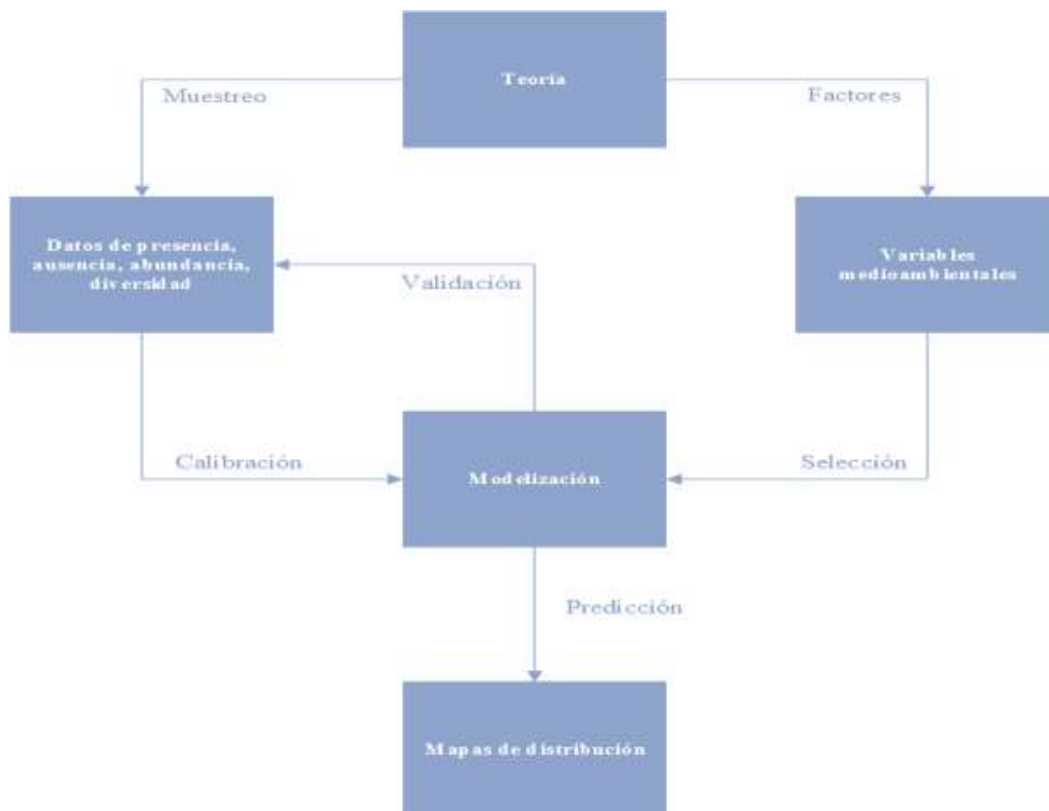 Teoría
Muestreo
Factores
Datos de presencia,
ausencia, abundancia,
diversidad
Variables
medioambientales
Validación
Calibración
Modelización
Selección
Predicción
Mapas de distribución